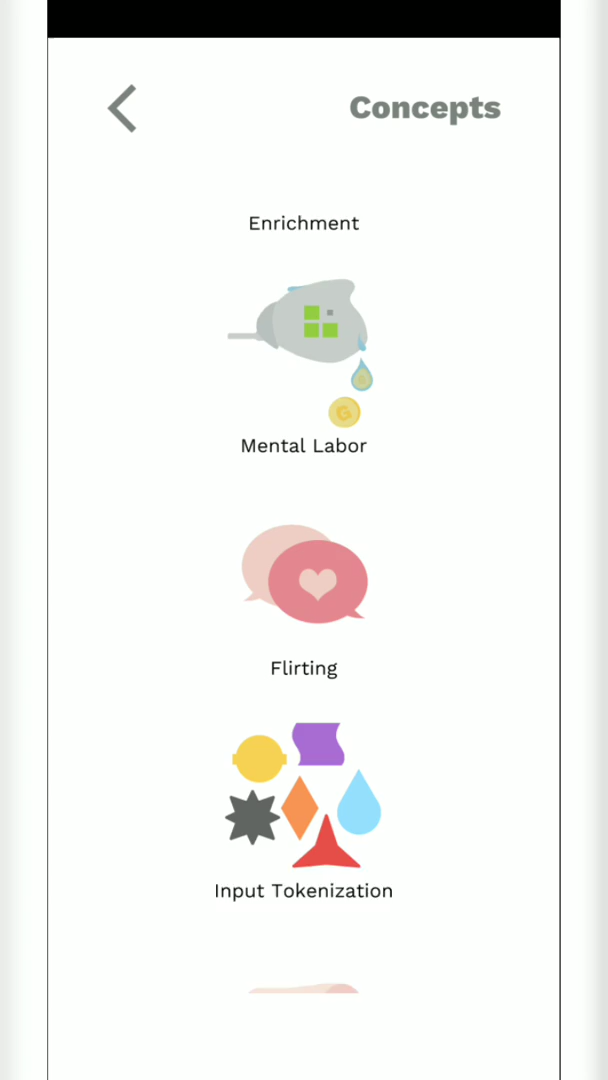 Concepts
Enrichment
G
Mental Labor
Flirting
Input Tokenization